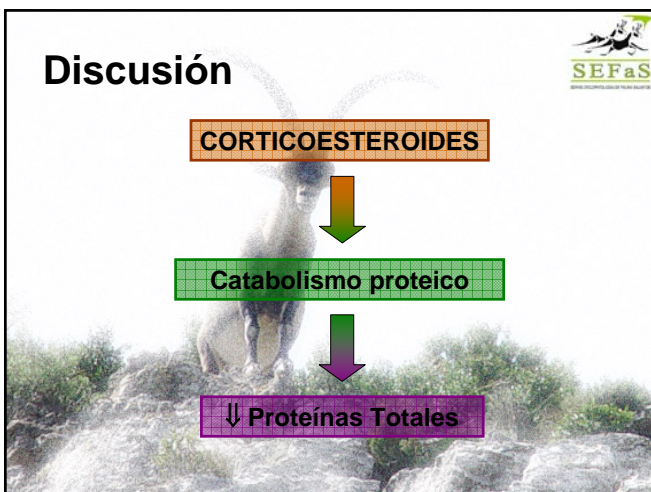 Discusión
SEFaS
CORTICOESTEROIDES
Catabolismo proteico
⇓ Proteínas Totales